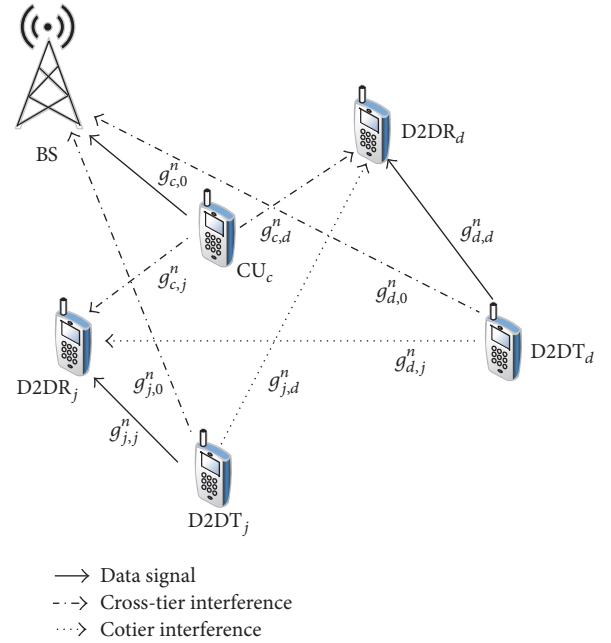 D2DR_d
BS
g^n_{c,0}
g^n_{c,d}
g^n_{d,d}
CU_c
g^n_{c,j}
g^n_{d,0}
D2DT_d
g^n_{d,j}
D2DR_j
g^n_{j,0}
g^n_{j,d}
g^n_{j,j}
D2DT_j
Data signal
Cross-tier interference
Cotier interference